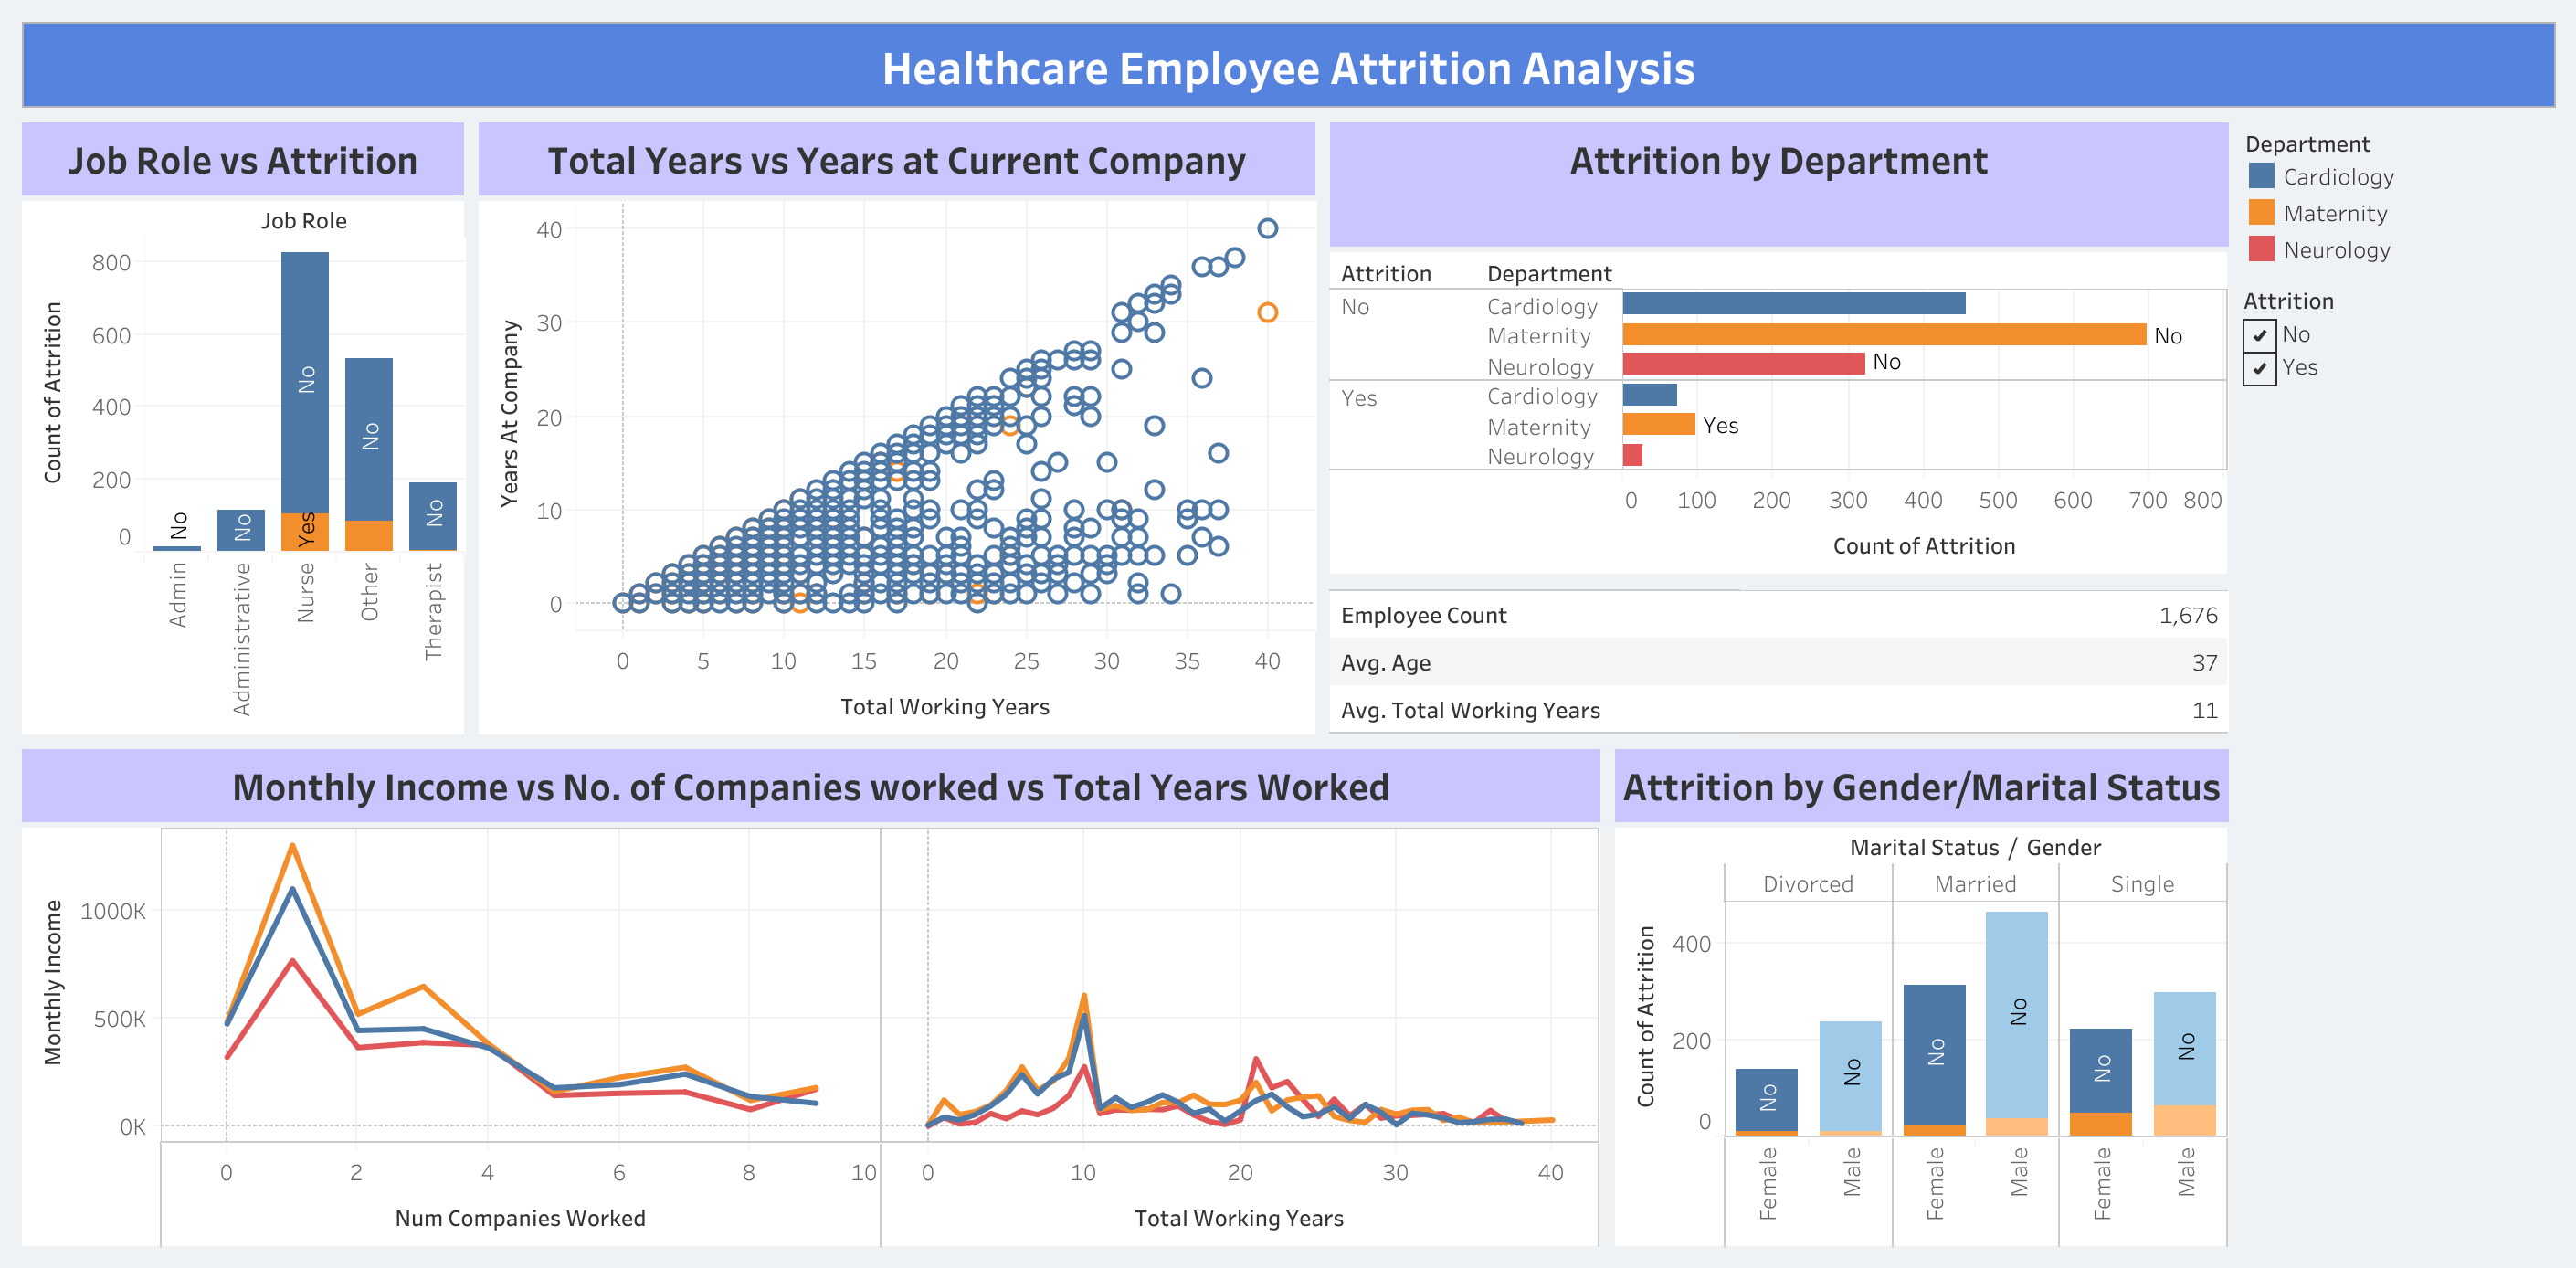 Healthcare Employee Attrition Analysis
Job Role vs Attrition
Job Role
Count of Attrition
800
600
400
200
0
No
No
No
Yes
No
No
Admin
Administrative
Nurse
Other
Therapist
Total Years vs Years at Current Company
Years At Company
40
30
20
10
0
0 5 10 15 20 25 30 35 40
Total Working Years
Attrition by Department
Attrition Department
No Cardiology
Maternity No
Neurology No
Yes Cardiology
Maternity Yes
Neurology
0 100 200 300 400 500 600 700 800
Count of Attrition
Employee Count 1,676
Avg. Age 37
Avg. Total Working Years 11
Department
Cardiology
Maternity
Neurology
Attrition
No
Yes
Monthly Income vs No. of Companies worked vs Total Years Worked
Monthly Income
1000K
500K
0K
0 2 4 6 8 10
Num Companies Worked
0 10 20 30 40
Total Working Years
Attrition by Gender/Marital Status
Marital Status / Gender
Divorced Married Single
Count of Attrition
400
200
0
No
No
No
No
No
No
Female
Male
Female
Male
Female
Male